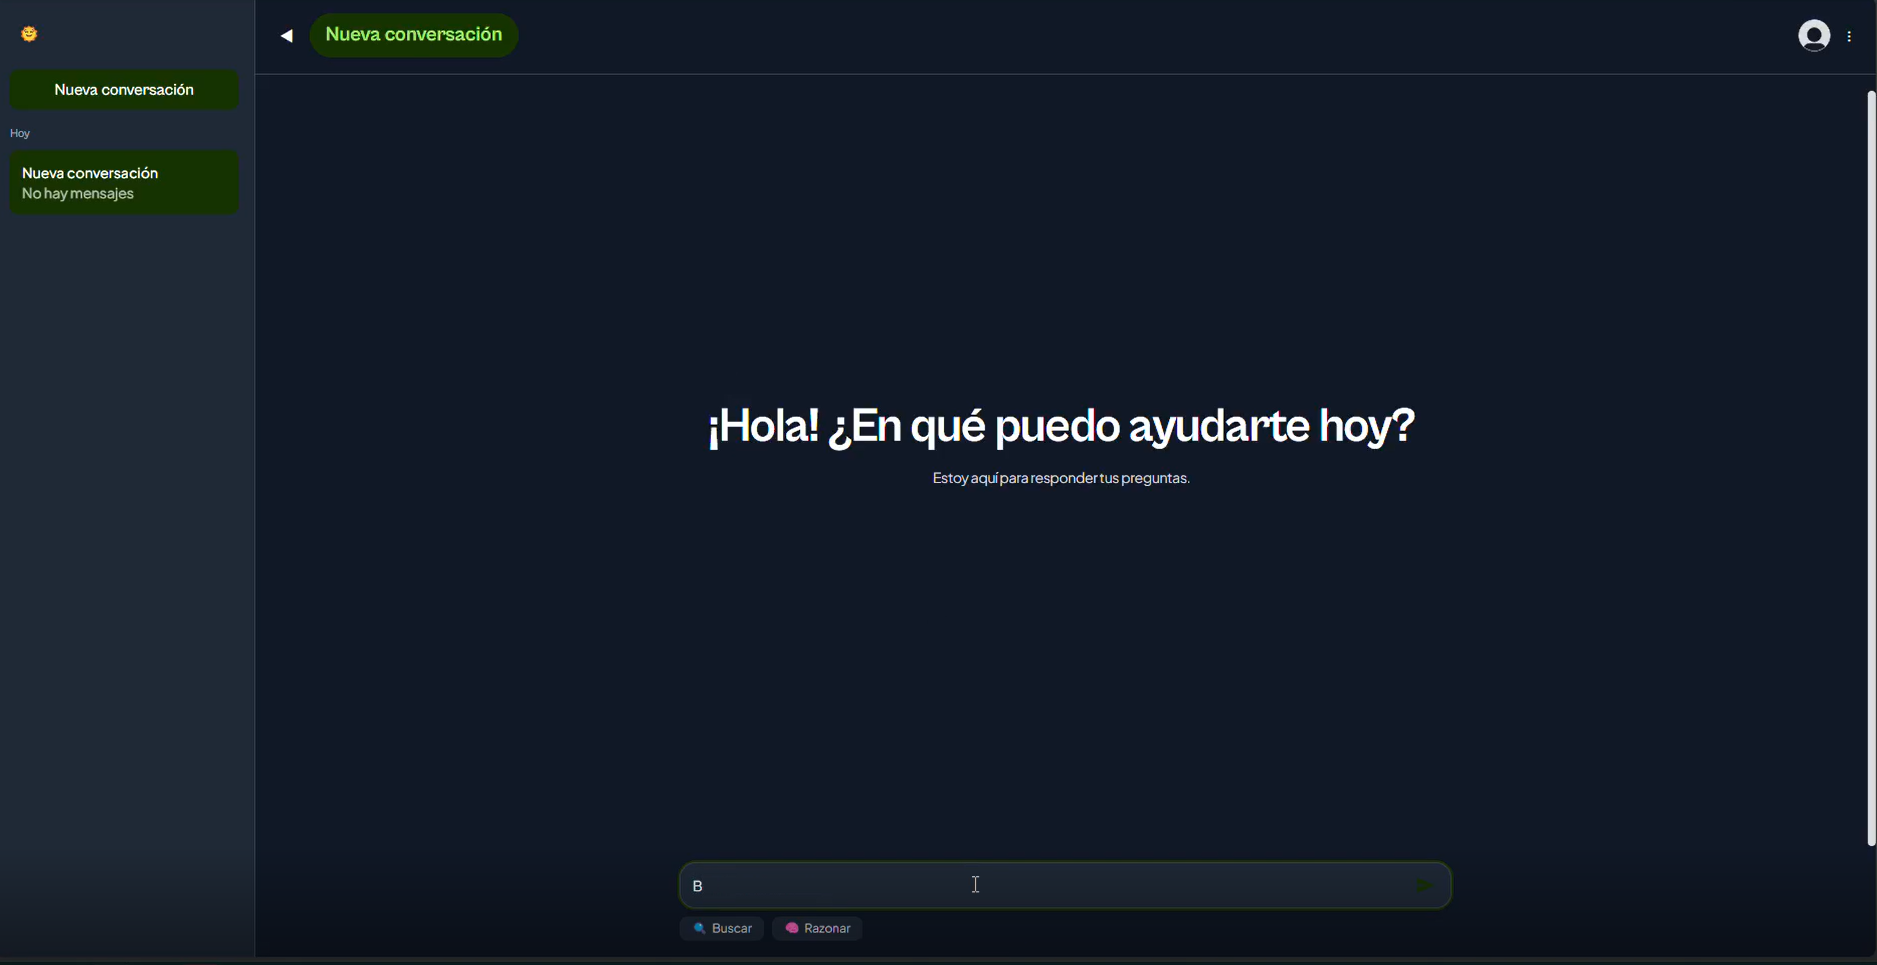 Nueva conversación
Nueva conversación
Hoy
Nueva conversación
No hay mensajes
¡Hola! ¿En qué puedo ayudarte hoy?
Estoy aquí para responder tus preguntas.
B
Buscar
Razonar